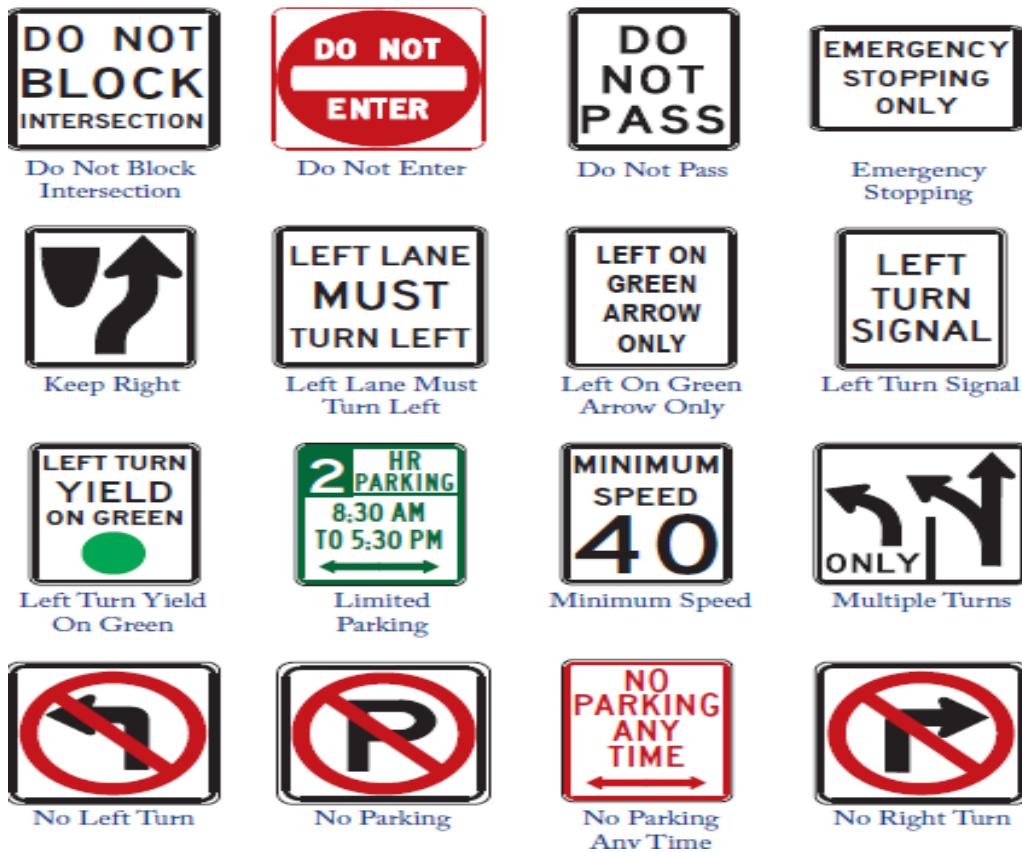 DO NOT
BLOCK
INTERSECTION
Do Not Block
Intersection
DO NOT
ENTER
Do Not Enter
DO
NOT
PASS
Do Not Pass
EMERGENCY
STOPPING
ONLY
Emergency
Stopping
Keep Right
LEFT LANE
MUST
TURN LEFT
Left Lane Must
Turn Left
LEFT ON
GREEN
ARROW
ONLY
Left On Green
Arrow Only
LEFT
TURN
SIGNAL
Left Turn Signal
LEFT TURN
YIELD
ON GREEN
Left Turn Yield
On Green
2 HR
PARKING
8:30 AM
TO 5:30 PM
Limited
Parking
MINIMUM
SPEED
40
Minimum Speed
ONLY
Multiple Turns
No Left Turn
P
No Parking
NO
PARKING
ANY
TIME
No Parking
Any Time
No Right Turn